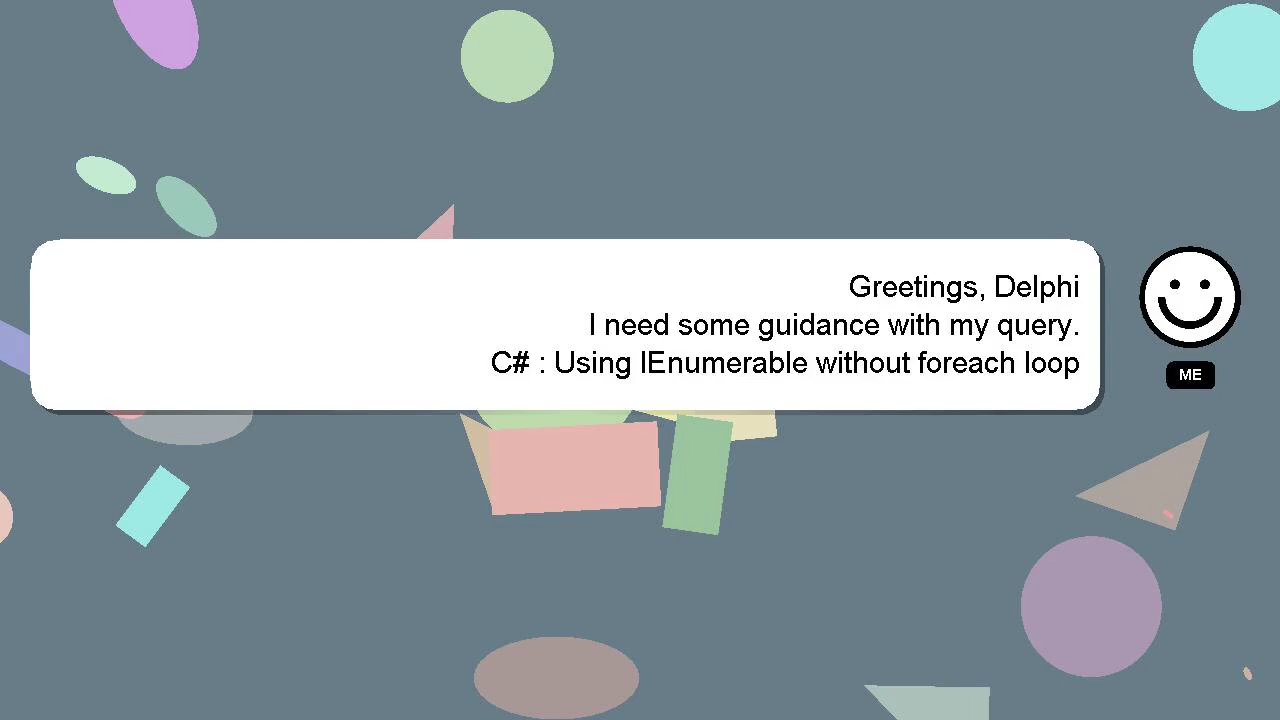 Greetings, Delphi
I need some guidance with my query.
C# : Using IEnumerable without foreach loop
ME